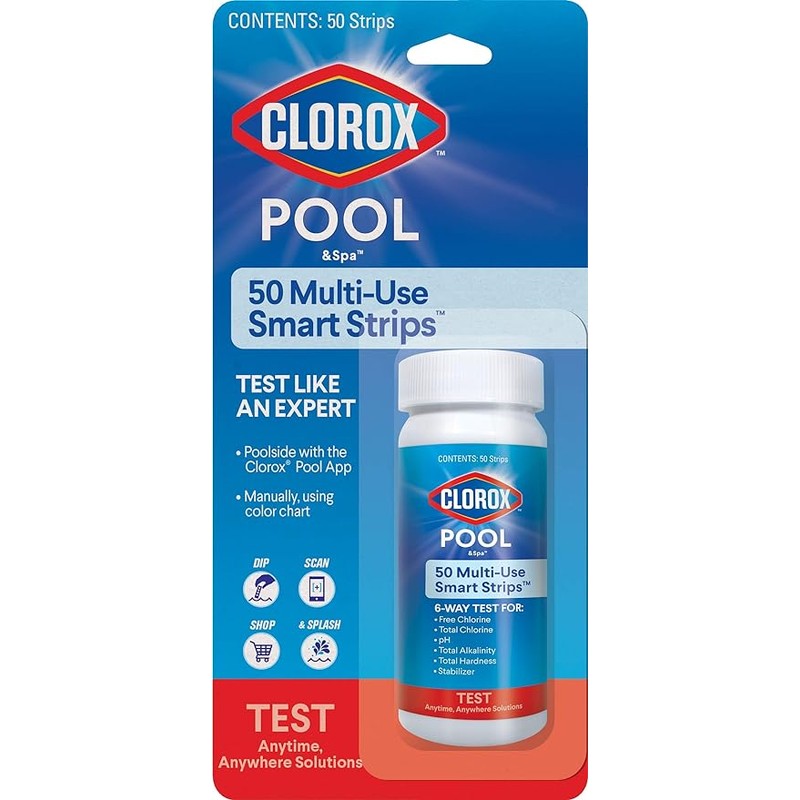 CONTENTS: 50 Strips
CLOROX™
POOL
&Spa™
50 Multi-Use
Smart Strips™
TEST LIKE
AN EXPERT
• Poolside with the
Clorox® Pool App
• Manually, using
color chart
DIP
SCAN
SHOP
& SPLASH
TEST
Anytime,
Anywhere Solutions
CONTENTS: 50 Strips
CLOROX™
POOL
&Spa™
50 Multi-Use
Smart Strips™
6-WAY TEST FOR:
• Free Chlorine
• Total Chlorine
• pH
• Total Alkalinity
• Total Hardness
• Stabilizer
TEST
Anytime, Anywhere Solutions